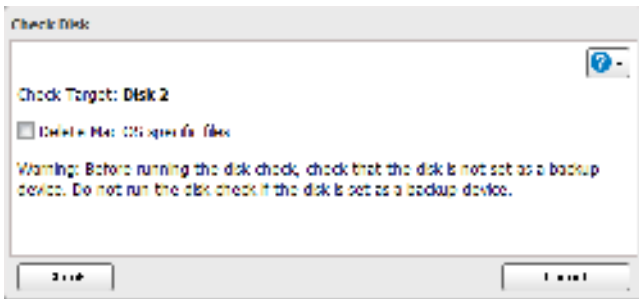 Check Disk
Check Target: Disk 2
Delete Mac OS specific files
Warning: Before running the disk check, check that the disk is not set as a backup
device. Do not run the disk check if the disk is set as a backup device.